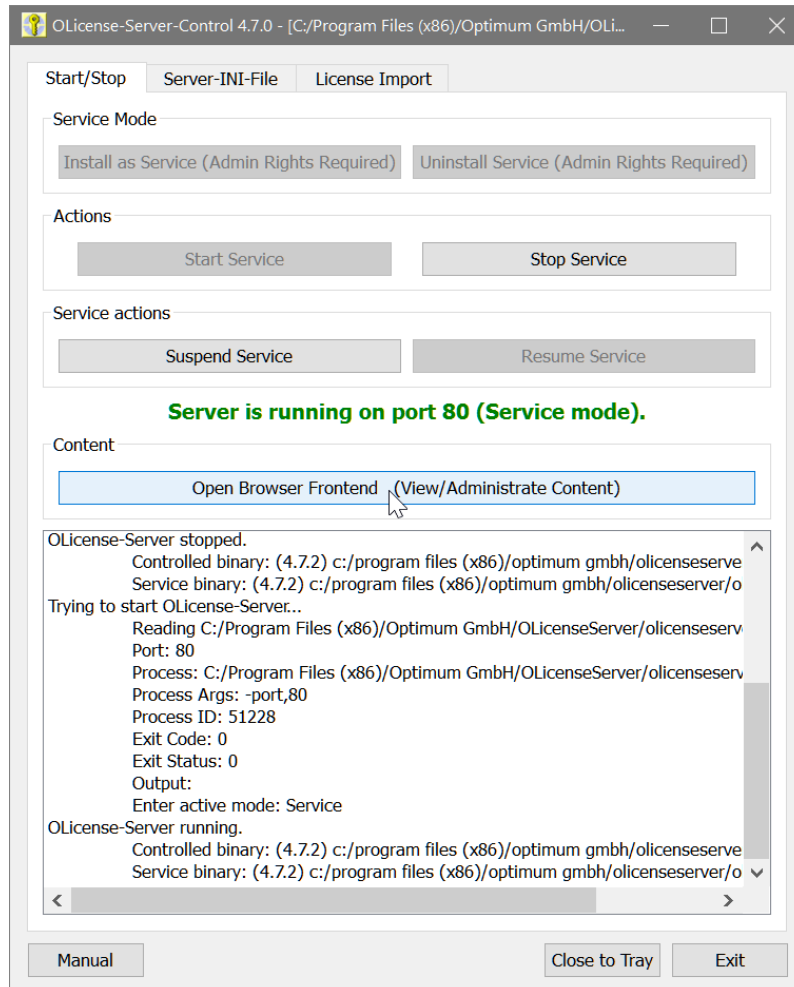 OLicense-Server-Control 4.7.0 - [C:/Program Files (x86)/Optimum GmbH/OLi...
Start/Stop Server-INI-File License Import
Service Mode
Install as Service (Admin Rights Required) Uninstall Service (Admin Rights Required)
Actions
Start Service Stop Service
Service actions
Suspend Service Resume Service
Server is running on port 80 (Service mode).
Content
Open Browser Frontend (View/Administrate Content)
OLicense-Server stopped.
Controlled binary: (4.7.2) c:/program files (x86)/optimum gmbh/olicenseserve
Service binary: (4.7.2) c:/program files (x86)/optimum gmbh/olicenseserver/o
Trying to start OLicense-Server...
Reading C:/Program Files (x86)/Optimum GmbH/OLicenseServer/olicenseserv
Port: 80
Process: C:/Program Files (x86)/Optimum GmbH/OLicenseServer/olicenseserv
Process Args: -port,80
Process ID: 51228
Exit Code: 0
Exit Status: 0
Output:
Enter active mode: Service
OLicense-Server running.
Controlled binary: (4.7.2) c:/program files (x86)/optimum gmbh/olicenseserve
Service binary: (4.7.2) c:/program files (x86)/optimum gmbh/olicenseserver/o
Manual Close to Tray Exit